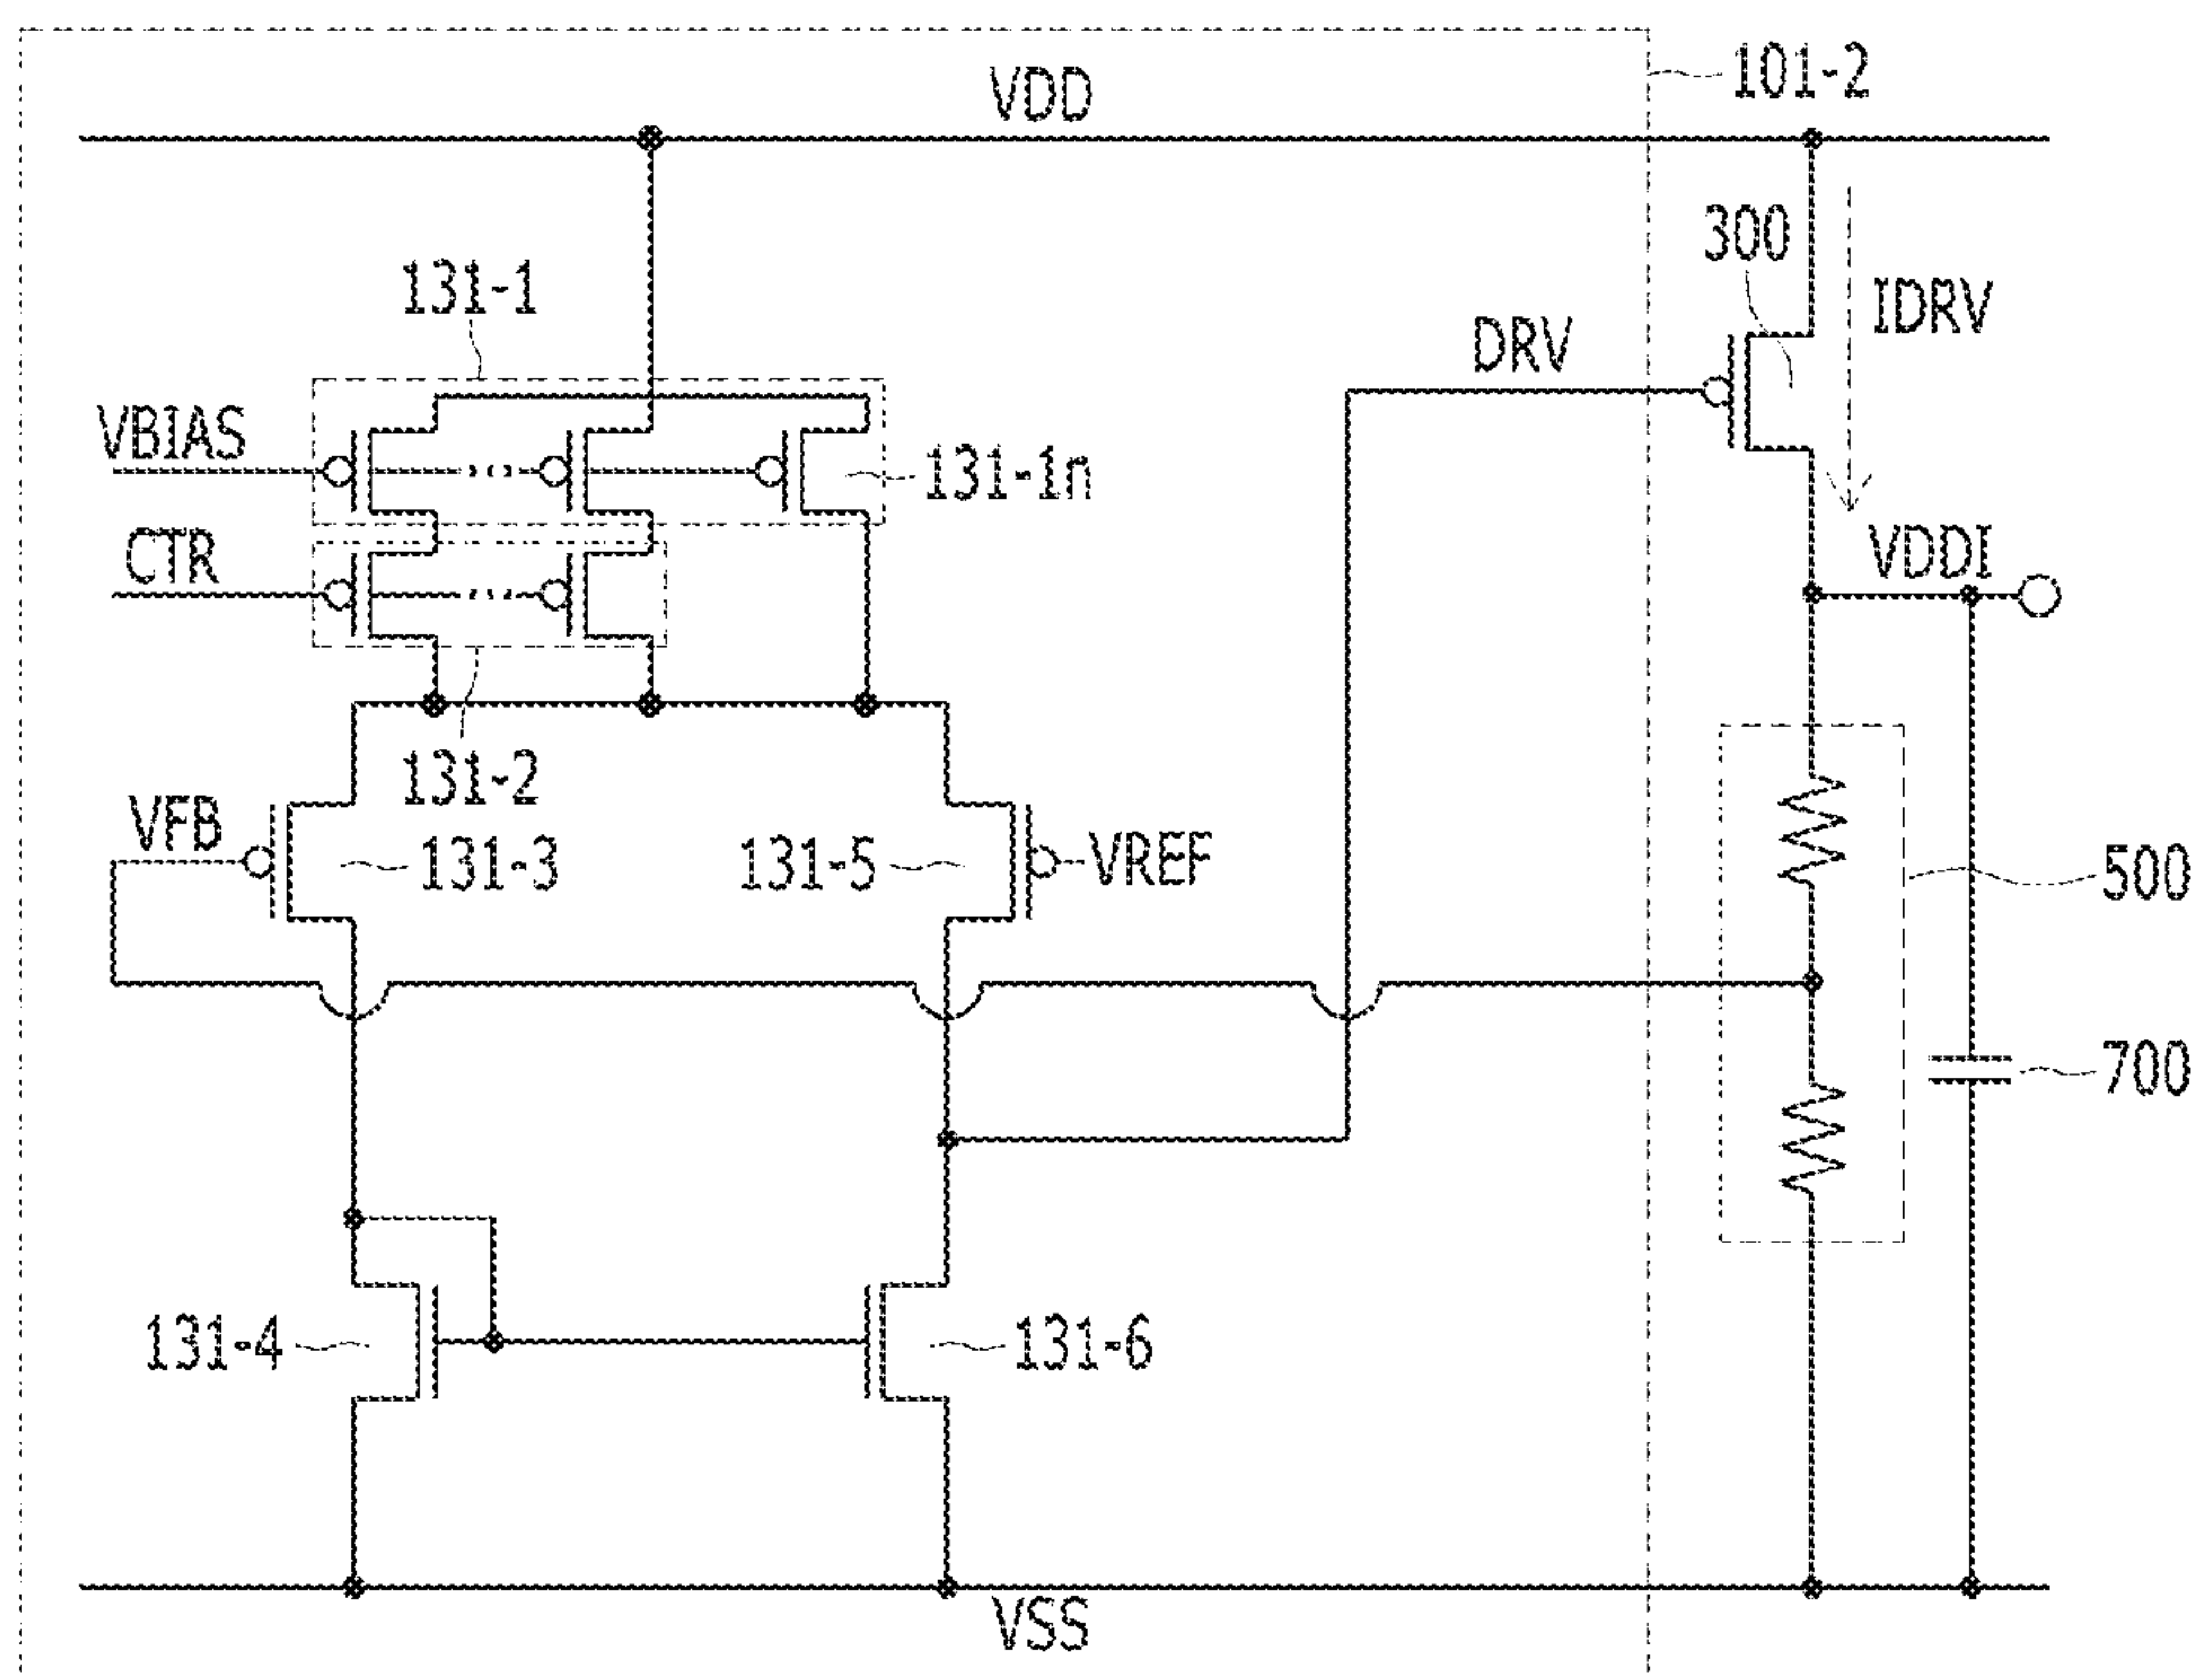 101-2
VDD
300
IDRV
131-1
DRV
VBIAS
131-1n
CTR
VDDI
131-2
VFB
131-3
131-5
VREF
500
700
131-4
131-6
VSS